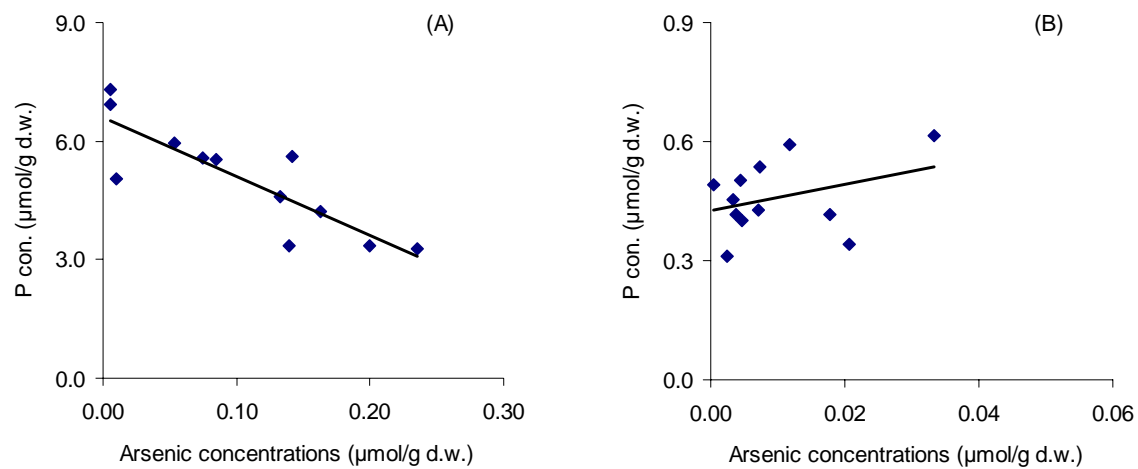 (A)
9.0
6.0
3.0
0.0
P con. (µmol/g d.w.)
0.00 0.10 0.20 0.30
Arsenic concentrations (µmol/g d.w.)
(B)
0.9
0.6
0.3
0.0
P con. (µmol/g d.w.)
0.00 0.02 0.04 0.06
Arsenic concentrations (µmol/g d.w.)